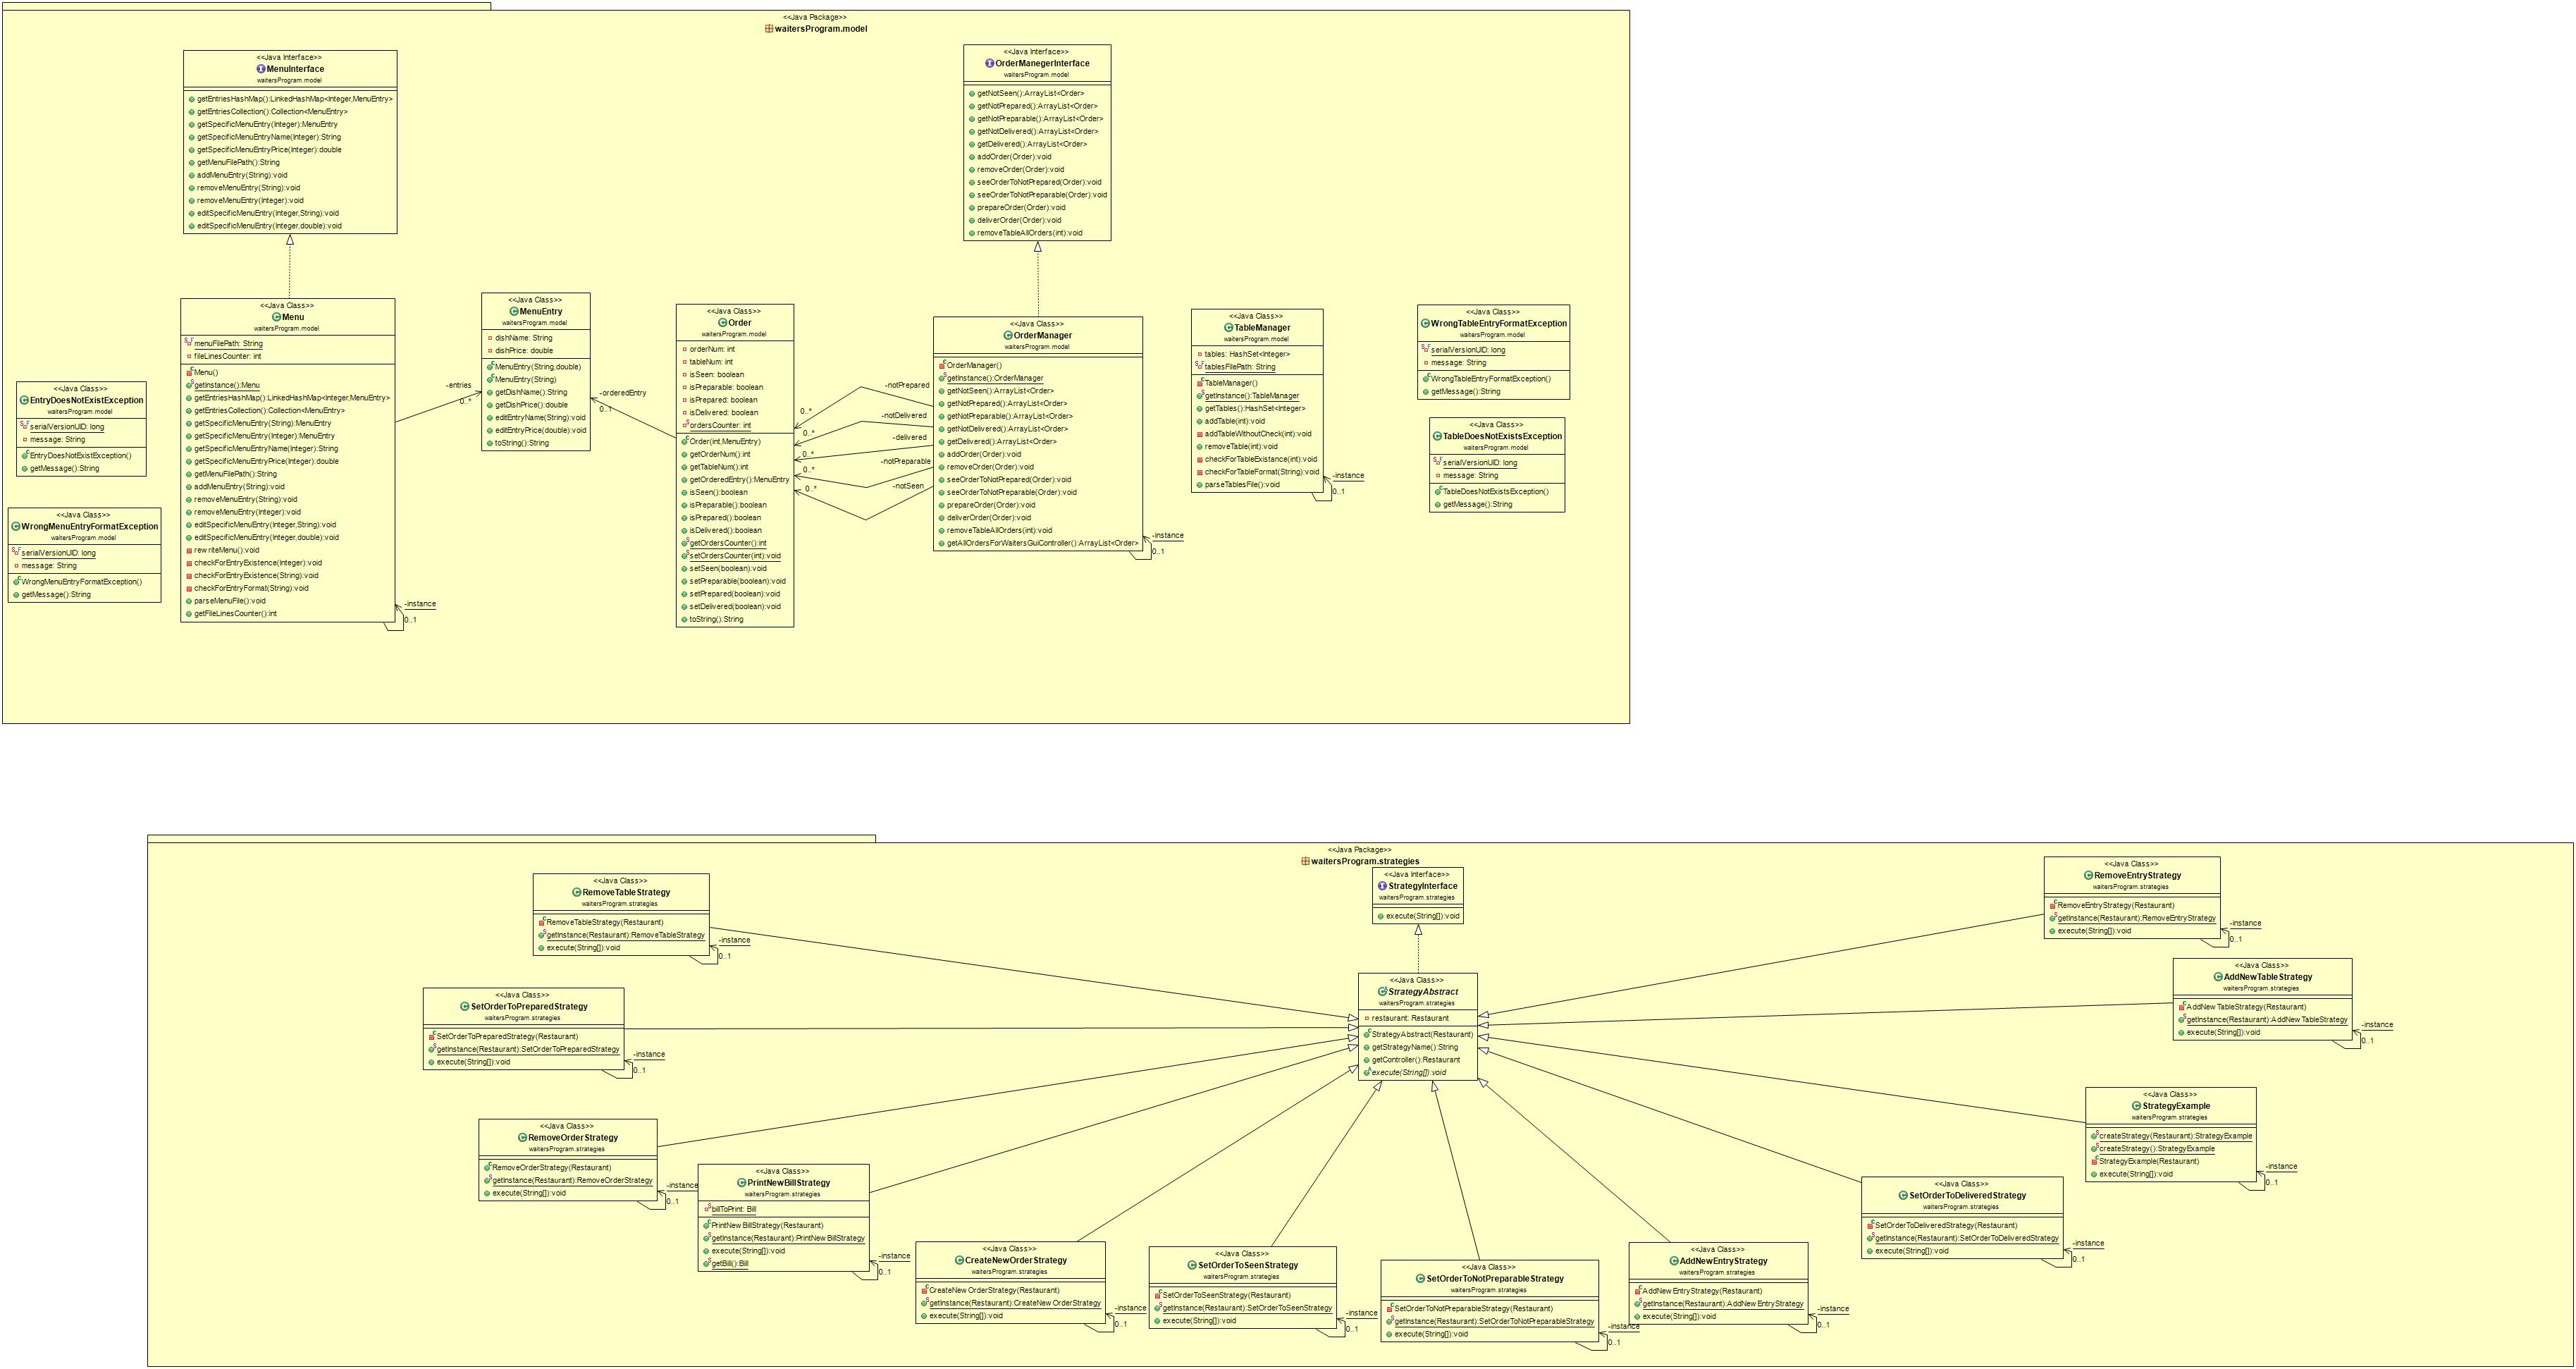 <<Java Package>>
waitersProgram.model
<<Java Interface>>
MenuInterface
waitersProgram.model
getEntriesHashMap():LinkedHashMap<Integer,MenuEntry>
getEntriesCollection():Collection<MenuEntry>
getSpecificMenuEntry(Integer):MenuEntry
getSpecificMenuEntryName(Integer):String
getSpecificMenuEntryPrice(Integer):double
getMenuFilePath():String
addMenuEntry(String):void
removeMenuEntry(String):void
removeMenuEntry(Integer):void
editSpecificMenuEntry(Integer,String):void
editSpecificMenuEntry(Integer,double):void
<<Java Interface>>
OrderManegerInterface
waitersProgram.model
getNotSeen():ArrayList<Order>
getNotPrepared():ArrayList<Order>
getNotPreparable():ArrayList<Order>
getNotDelivered():ArrayList<Order>
getDelivered():ArrayList<Order>
addOrder(Order):void
removeOrder(Order):void
seeOrderToNotPrepared(Order):void
seeOrderToNotPreparable(Order):void
prepareOrder(Order):void
deliverOrder(Order):void
removeTableAllOrders(int):void
<<Java Class>>
EntryDoesNotExistException
waitersProgram.model
serialVersionUID: long
message: String
EntryDoesNotExistException()
getMessage():String
<<Java Class>>
WrongMenuEntryFormatException
waitersProgram.model
serialVersionUID: long
message: String
WrongMenuEntryFormatException()
getMessage():String
<<Java Class>>
Menu
waitersProgram.model
menuFilePath: String
fileLinesCounter: int
Menu()
getInstance():Menu
getEntriesHashMap():LinkedHashMap<Integer,MenuEntry>
getEntriesCollection():Collection<MenuEntry>
getSpecificMenuEntry(String):MenuEntry
getSpecificMenuEntry(Integer):MenuEntry
getSpecificMenuEntryName(Integer):String
getSpecificMenuEntryPrice(Integer):double
getMenuFilePath():String
addMenuEntry(String):void
removeMenuEntry(String):void
removeMenuEntry(Integer):void
editSpecificMenuEntry(Integer,String):void
editSpecificMenuEntry(Integer,double):void
rewriteMenu():void
checkForEntryExistence(Integer):void
checkForEntryExistence(String):void
checkForEntryFormat(String):void
parseMenuFile():void
getFileLinesCounter:int
-instance
0..1
-entries
0..*
<<Java Class>>
MenuEntry
waitersProgram.model
dishName: String
dishPrice: double
MenuEntry(String,double)
MenuEntry(String)
getDishName():String
getDishPrice():double
editEntryName(String):void
editEntryPrice(double):void
toString():String
-orderedEntry
0..1
<<Java Class>>
Order
waitersProgram.model
orderNum: int
tableNum: int
isSeen: boolean
isPreparable: boolean
isPrepared: boolean
isDelivered: boolean
ordersCounter: int
Order(int,MenuEntry)
getOrderNum():int
getTableNum():int
getOrderedEntry():MenuEntry
isSeen():boolean
isPreparable():boolean
isPrepared():boolean
isDelivered():boolean
getOrdersCounter():int
setOrdersCounter(int):void
setSeen(boolean):void
setPreparable(boolean):void
setPrepared(boolean):void
setDelivered(boolean):void
toString():String
-notPrepared
0..*
-notDelivered
0..*
-delivered
0..*
-notPreparable
0..*
-notSeen
0..*
<<Java Class>>
OrderManager
waitersProgram.model
OrderManager()
getInstance():OrderManager
getNotSeen():ArrayList<Order>
getNotPrepared():ArrayList<Order>
getNotPreparable():ArrayList<Order>
getNotDelivered():ArrayList<Order>
getDelivered():ArrayList<Order>
addOrder(Order):void
removeOrder(Order):void
seeOrderToNotPrepared(Order):void
seeOrderToNotPreparable(Order):void
prepareOrder(Order):void
deliverOrder(Order):void
removeTableAllOrders(int):void
getAllOrdersForWaitersGuiController():ArrayList<Order>
-instance
0..1
<<Java Class>>
TableManager
waitersProgram.model
tables: HashSet<Integer>
tablesFilePath: String
TableManager()
getInstance():TableManager
getTables():HashSet<Integer>
addTable(int):void
addTableWithoutCheck(int):void
removeTable(int):void
checkForTableExistance(int):void
checkForTableFormat(String):void
parseTablesFile():void
-instance
0..1
<<Java Class>>
WrongTableEntryFormatException
waitersProgram.model
serialVersionUID: long
message: String
WrongTableEntryFormatException()
getMessage():String
<<Java Class>>
TableDoesNotExistsException
waitersProgram.model
serialVersionUID: long
message: String
TableDoesNotExistsException()
getMessage():String
<<Java Package>>
waitersProgram.strategies
<<Java Interface>>
StrategyInterface
waitersProgram.strategies
execute(String[]):void
<<Java Class>>
StrategyAbstract
waitersProgram.strategies
restaurant: Restaurant
StrategyAbstract(Restaurant)
getStrategyName():String
getController():Restaurant
execute(String[]):void
<<Java Class>>
RemoveTableStrategy
waitersProgram.strategies
RemoveTableStrategy(Restaurant)
getInstance(Restaurant):RemoveTableStrategy
execute(String[]):void
-instance
0..1
<<Java Class>>
SetOrderToPreparedStrategy
waitersProgram.strategies
SetOrderToPreparedStrategy(Restaurant)
getInstance(Restaurant):SetOrderToPreparedStrategy
execute(String[]):void
-instance
0..1
<<Java Class>>
RemoveOrderStrategy
waitersProgram.strategies
RemoveOrderStrategy(Restaurant)
getInstance(Restaurant):RemoveOrderStrategy
execute(String[]):void
-instance
0..1
<<Java Class>>
PrintNewBillStrategy
waitersProgram.strategies
billToPrint: Bill
PrintNewBillStrategy(Restaurant)
getInstance(Restaurant):PrintNewBillStrategy
execute(String[]):void
getBill():Bill
-instance
0..1
<<Java Class>>
CreateNewOrderStrategy
waitersProgram.strategies
CreateNewOrderStrategy(Restaurant)
getInstance(Restaurant):CreateNewOrderStrategy
execute(String[]):void
-instance
0..1
<<Java Class>>
SetOrderToSeenStrategy
waitersProgram.strategies
SetOrderToSeenStrategy(Restaurant)
getInstance(Restaurant):SetOrderToSeenStrategy
execute(String[]):void
-instance
0..1
<<Java Class>>
SetOrderToNotPreparableStrategy
waitersProgram.strategies
SetOrderToNotPreparableStrategy(Restaurant)
getInstance(Restaurant):SetOrderToNotPreparableStrategy
execute(String[]):void
-instance
0..1
<<Java Class>>
AddNewEntryStrategy
waitersProgram.strategies
AddNewEntryStrategy(Restaurant)
getInstance(Restaurant):AddNewEntryStrategy
execute(String[]):void
-instance
0..1
<<Java Class>>
SetOrderToDeliveredStrategy
waitersProgram.strategies
SetOrderToDeliveredStrategy(Restaurant)
getInstance(Restaurant):SetOrderToDeliveredStrategy
execute(String[]):void
-instance
0..1
<<Java Class>>
StrategyExample
waitersProgram.strategies
createStrategy(Restaurant):StrategyExample
createStrategy():StrategyExample
StrategyExample(Restaurant)
execute(String[]):void
-instance
0..1
<<Java Class>>
AddNewTableStrategy
waitersProgram.strategies
AddNewTableStrategy(Restaurant)
getInstance(Restaurant):AddNewTableStrategy
execute(String[]):void
-instance
0..1
<<Java Class>>
RemoveEntryStrategy
waitersProgram.strategies
RemoveEntryStrategy(Restaurant)
getInstance(Restaurant):RemoveEntryStrategy
execute(String[]):void
-instance
0..1